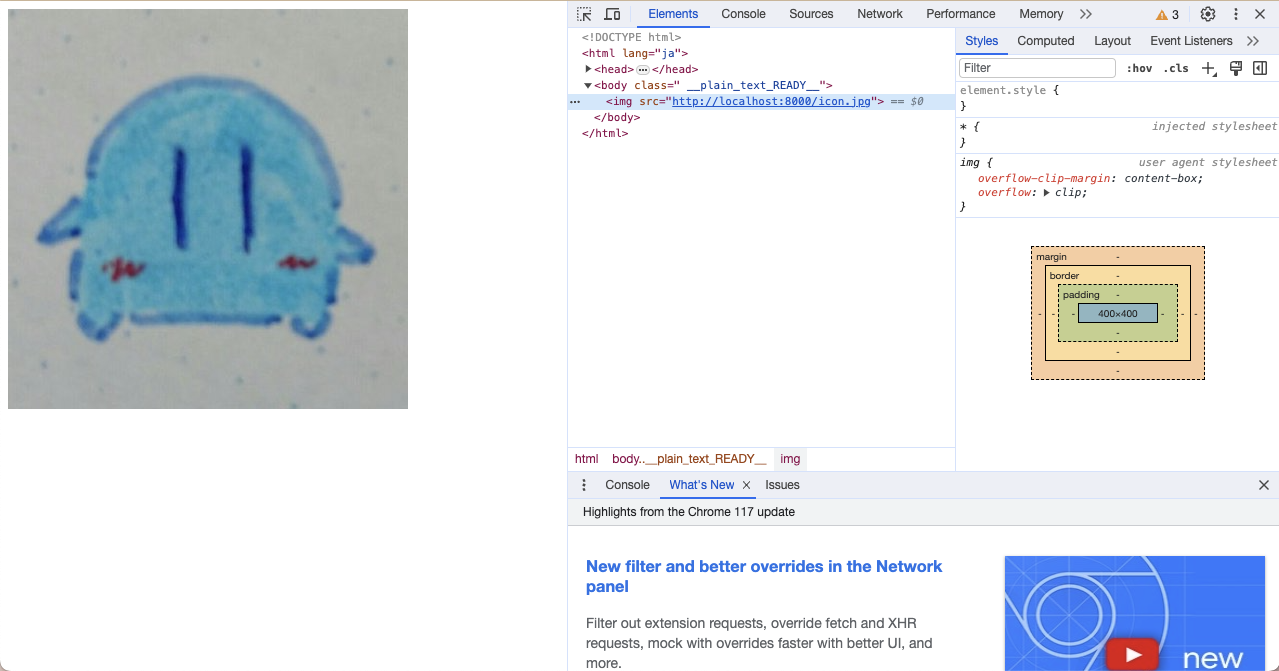 Elements Console Sources Network Performance Memory 3
<!DOCTYPE html>
<html lang="ja">
<head> … </head>
<body class=" __plain_text_READY__">
… <img src="http://localhost:8000/icon.jpg"> == $0
</body>
</html>
html body..__plain_text_READY__ img
Styles Computed Layout Event Listeners
Filter :hov .cls
element.style {
}
* { injected stylesheet
}
img { user agent stylesheet
overflow-clip-margin: content-box;
overflow: clip;
}
margin -
border -
padding -
- - - 400×400 - - -
-
-
-
Console What's New Issues
Highlights from the Chrome 117 update
New filter and better overrides in the Network
panel
Filter out extension requests, override fetch and XHR
requests, mock with overrides faster with better UI, and
more.
new